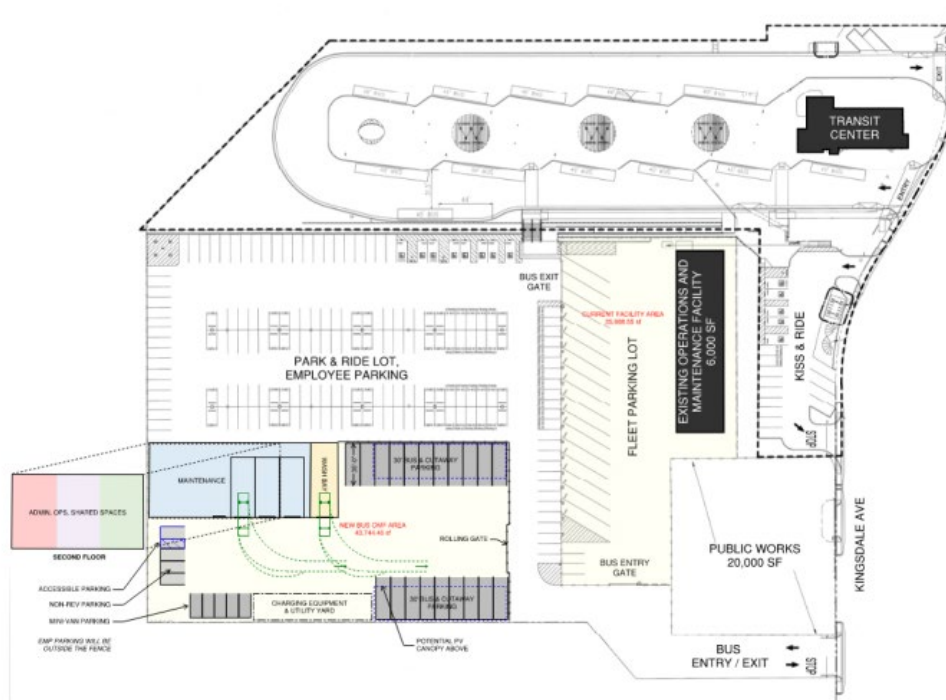 EXIT
TRANSIT
CENTER
ENTRY
BUS EXIT
GATE
CURRENT FACILITY AREA
EXISTING OPERATIONS AND
MAINTENANCE FACILITY
6,000 SF
KISS & RIDE
FLEET PARKING LOT
PARK & RIDE LOT,
EMPLOYEE PARKING
STOP
MAINTENANCE
WASH BAY
30' BUS & CUTAWAY
PARKING
ADMIN, OPS, SHARED SPACES
SECOND FLOOR
NEW BUS OMF AREA
ROLLING GATE
ACCESSIBLE PARKING
NON-REV PARKING
MINI-VAN PARKING
EMP PARKING WILL BE
OUTSIDE THE FENCE
CHARGING EQUIPMENT
& UTILITY YARD
30' BUS & CUTAWAY
PARKING
POTENTIAL PV
CANOPY ABOVE
BUS ENTRY
GATE
PUBLIC WORKS
20,000 SF
KINGSDALE AVE
BUS
ENTRY / EXIT
STOP